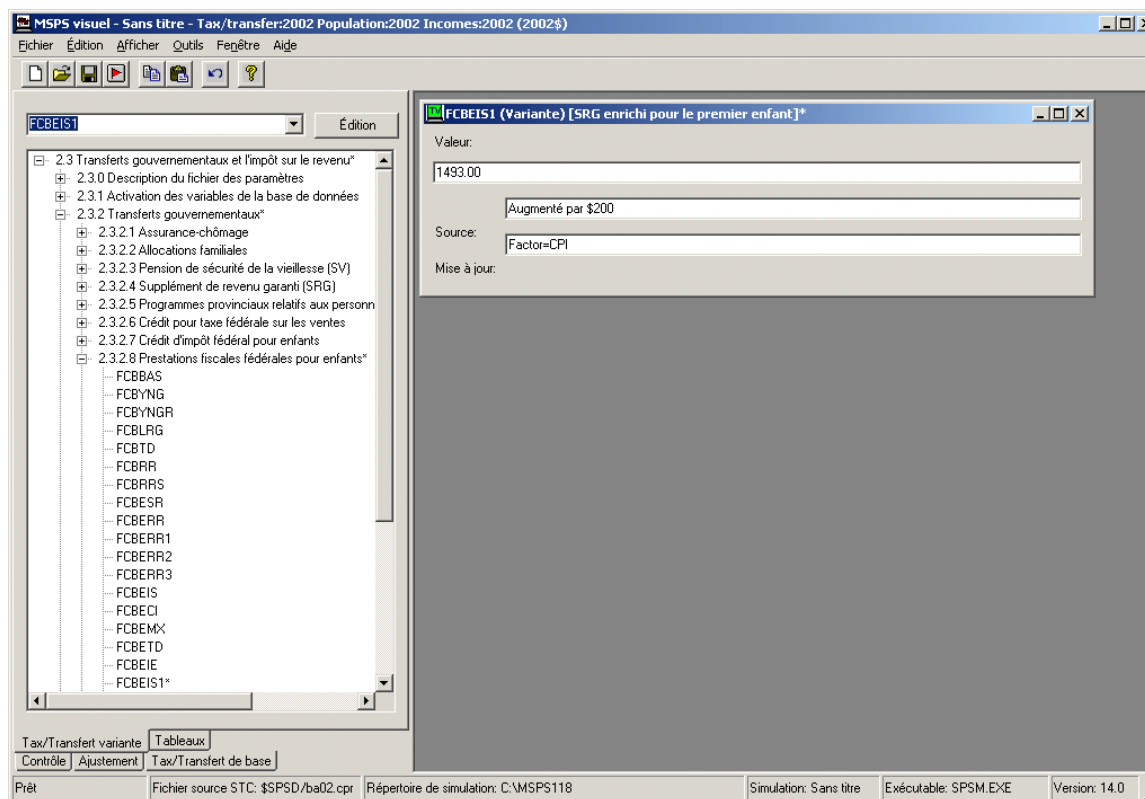 MSPS visuel - Sans titre - Tax/transfer:2002 Population:2002 Incomes:2002 (2002$)
Fichier Édition Afficher Outils Fenêtre Aide
FCBEIS1
Édition
2.3 Transferts gouvernementaux et l'impôt sur le revenu*
2.3.0 Description du fichier des paramètres
2.3.1 Activation des variables de la base de données
2.3.2 Transferts gouvernementaux*
2.3.2.1 Assurance-chômage
2.3.2.2 Allocations familiales
2.3.2.3 Pension de sécurité de la vieillesse (SV)
2.3.2.4 Supplément de revenu garanti (SRG)
2.3.2.5 Programmes provinciaux relatifs aux personn
2.3.2.6 Crédit pour taxe fédérale sur les ventes
2.3.2.7 Crédit d'impôt fédéral pour enfants
2.3.2.8 Prestations fiscales fédérales pour enfants*
FCBBAS
FCBYNG
FCBYNGR
FCBLRG
FCBTD
FCBRR
FCBRRS
FCBESR
FCBERR
FCBERR1
FCBERR2
FCBERR3
FCBEIS
FCBECI
FCBEMX
FCBETD
FCBEIE
FCBEIS1*
Tax/Transfert variante Tableaux
Contrôle Ajustement Tax/Transfert de base
TV FCBEIS1 (Variante) [SRG enrichi pour le premier enfant]*
Valeur:
1493.00
Augmenté par $200
Source:
Factor=CPI
Mise à jour:
Prêt Fichier source STC: $SPSD/ba02.cpr Répertoire de simulation: C:\MSPS118 Simulation: Sans titre Exécutable: SPSM.EXE Version: 14.0